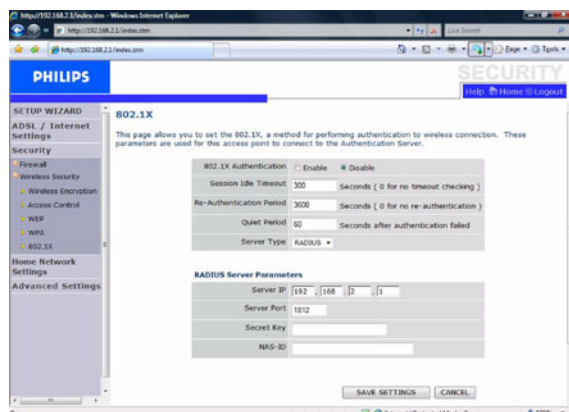 http://192.168.2.1/index.stm - Windows Internet Explorer
http://192.168.2.1/index.stm
Live Search
http://192.168.2.1/index.stm
Page
Tools
PHILIPS
SECURITY
Help Home Logout
SETUP WIZARD
ADSL / Internet
Settings
Security
Firewall
Wireless Security
Wireless Encryption
Access Control
WEP
WPA
802.1X
Home Network
Settings
Advanced Settings
802.1X
This page allows you to set the 802.1X, a method for performing authentication to wireless connection. These
parameters are used for this access point to connect to the Authentication Server.
802.1X Authentication Enable Disable
Session Idle Timeout 300 Seconds ( 0 for no timeout checking )
Re-Authentication Period 3600 Seconds ( 0 for no re-authentication )
Quiet Period 60 Seconds after authentication failed
Server Type RADIUS
RADIUS Server Parameters
Server IP 192 . 168 . 2 . 1
Server Port 1812
Secret Key
NAS-ID
SAVE SETTINGS CANCEL